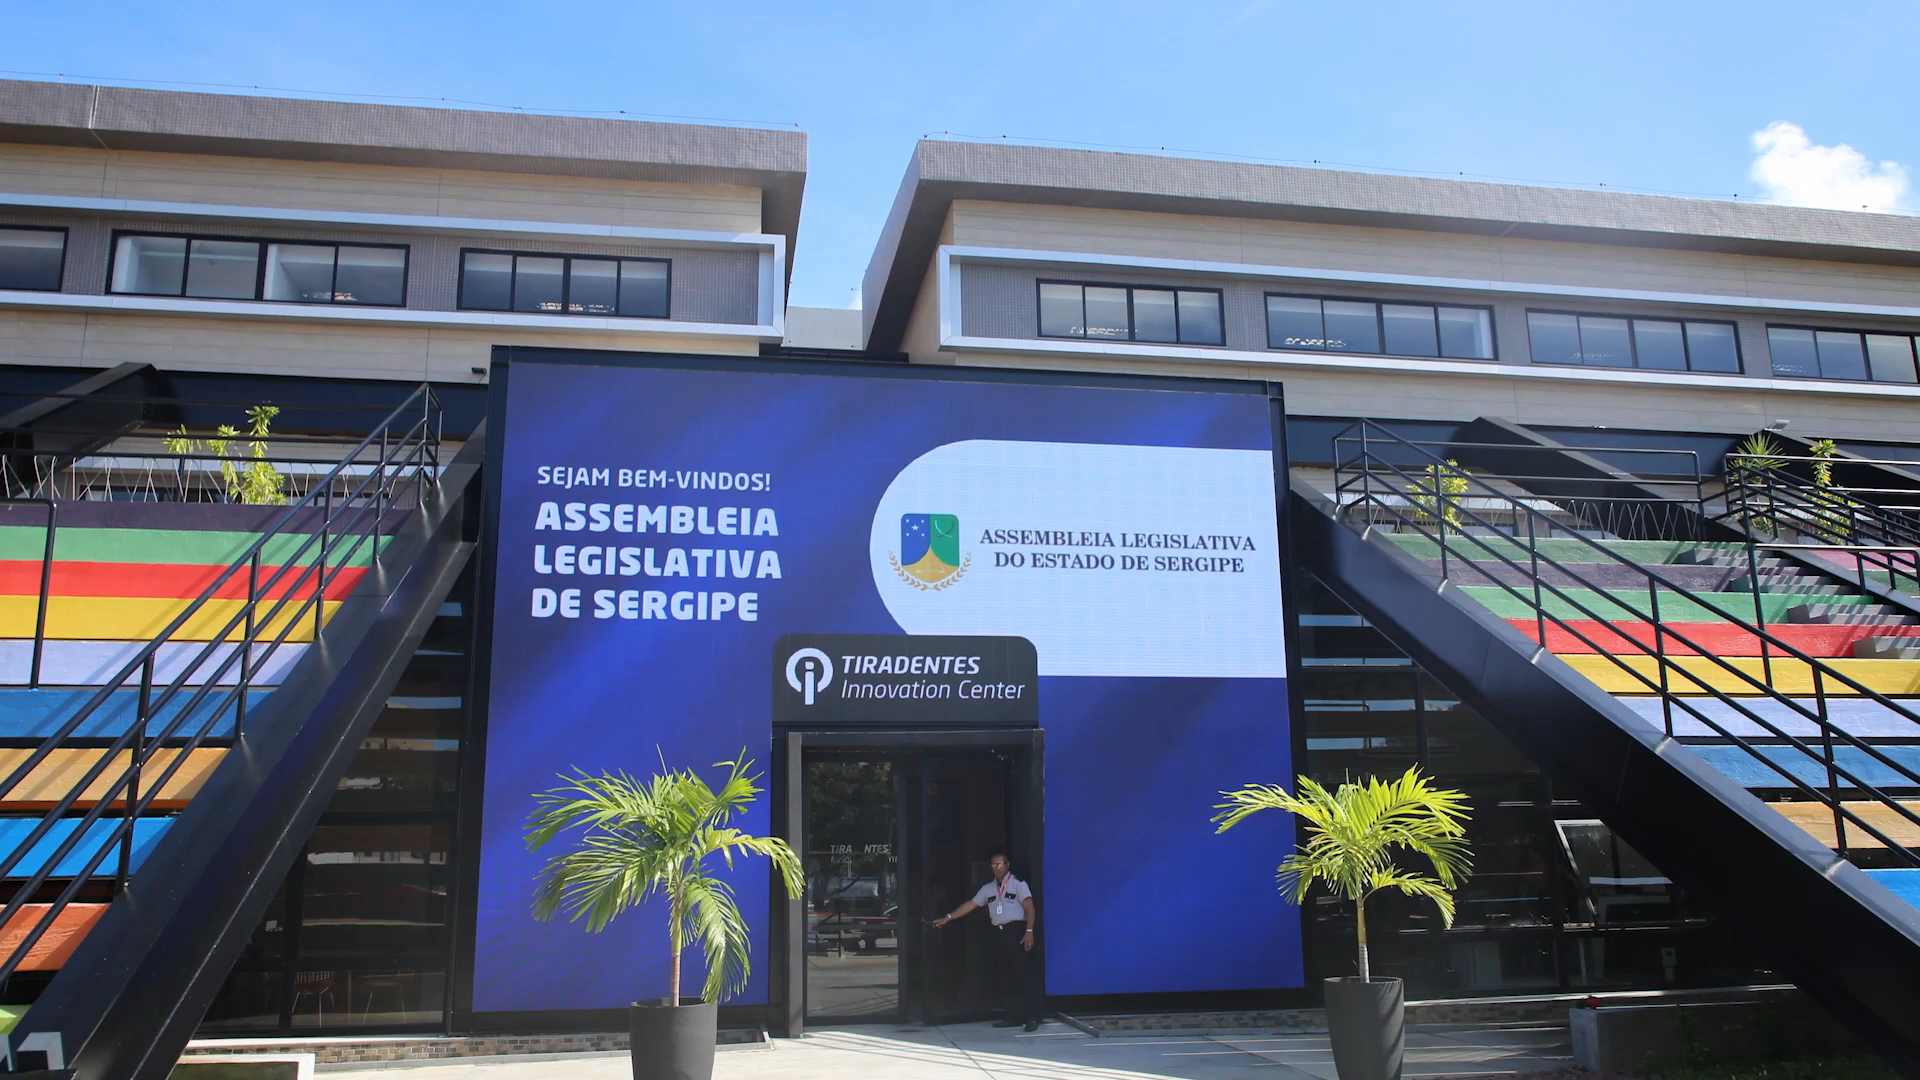 SEJAM BEM-VINDOS!
ASSEMBLEIA
LEGISLATIVA
DE SERGIPE
ASSEMBLEIA LEGISLATIVA
DO ESTADO DE SERGIPE
TIRADENTES
Innovation Center